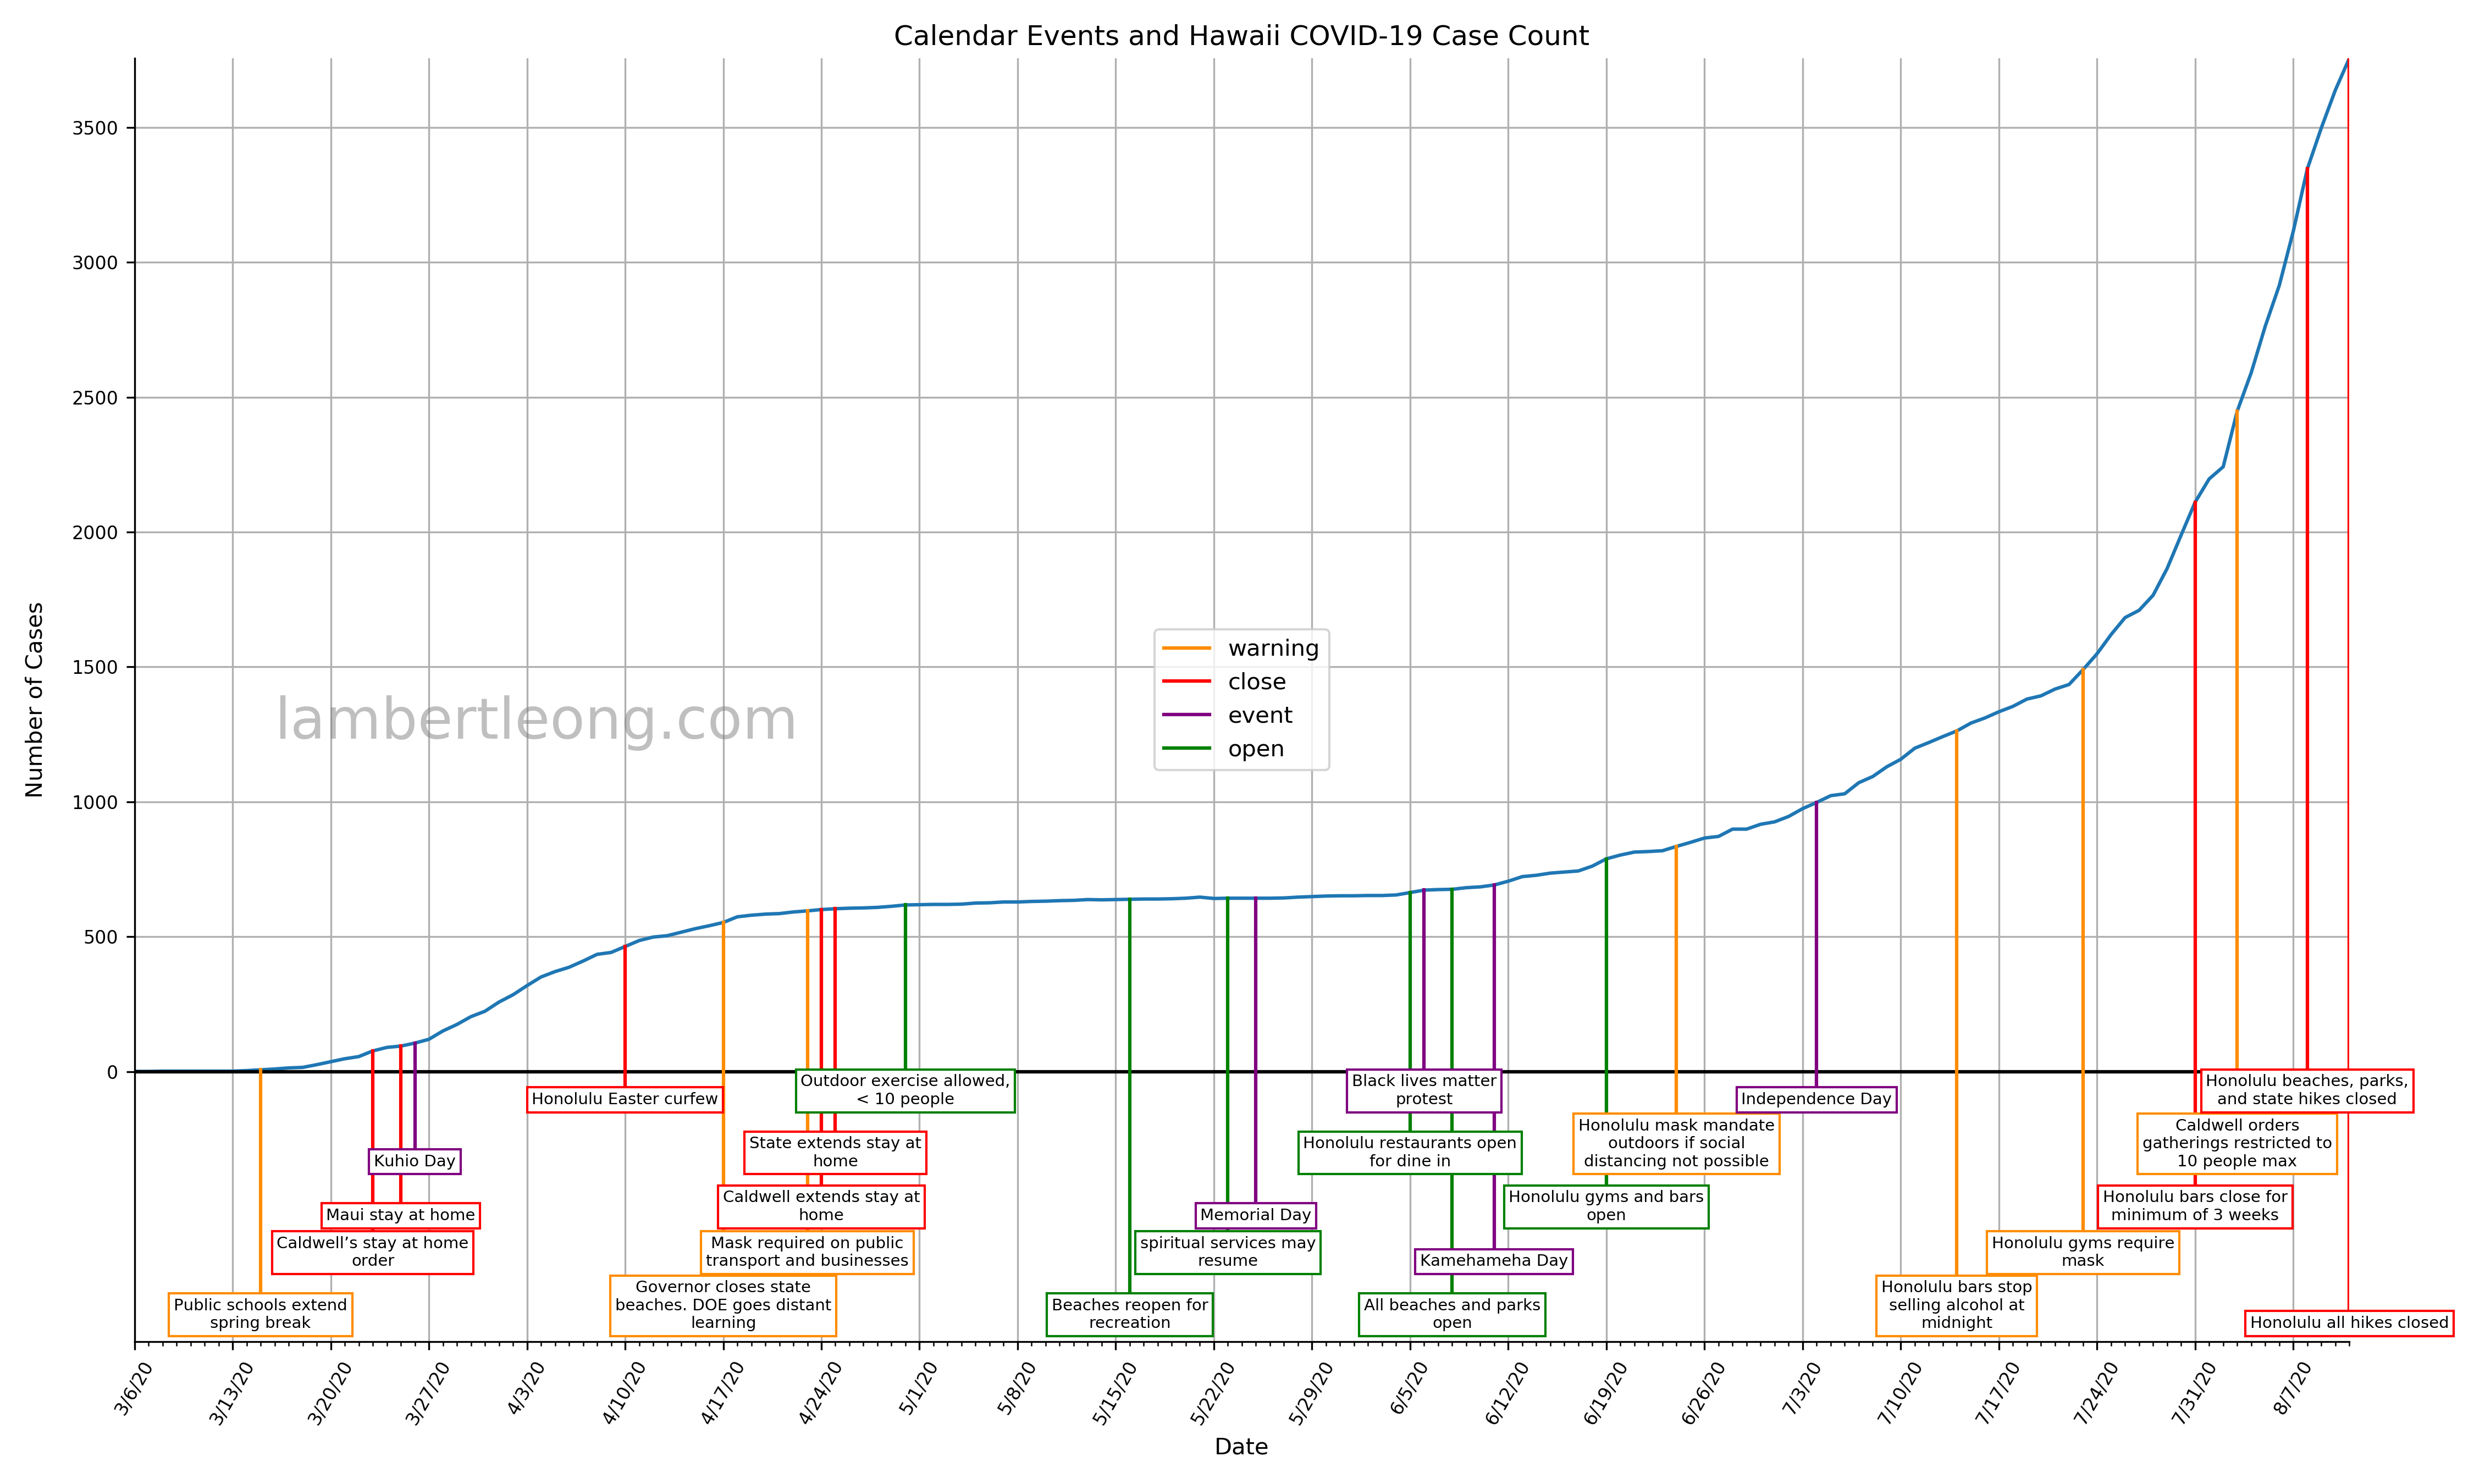 Calendar Events and Hawaii COVID-19 Case Count
Number of Cases
3500
3000
2500
2000
1500
1000
500
0
lambertleong.com
warning
close
event
open
Outdoor exercise allowed,
< 10 people
Black lives matter
protest
Honolulu beaches, parks,
and state hikes closed
Honolulu Easter curfew
Independence Day
Honolulu mask mandate
outdoors if social
distancing not possible
Caldwell orders
gatherings restricted to
10 people max
State extends stay at
home
Honolulu restaurants open
for dine in
Kuhio Day
Caldwell extends stay at
home
Honolulu gyms and bars
open
Honolulu bars close for
minimum of 3 weeks
Maui stay at home
Memorial Day
Caldwell’s stay at home
order
Mask required on public
transport and businesses
spiritual services may
resume
Kamehameha Day
Honolulu gyms require
mask
Public schools extend
spring break
Governor closes state
beaches. DOE goes distant
learning
Beaches reopen for
recreation
All beaches and parks
open
Honolulu bars stop
selling alcohol at
midnight
Honolulu all hikes closed
3/6/20
3/13/20
3/20/20
3/27/20
4/3/20
4/10/20
4/17/20
4/24/20
5/1/20
5/8/20
5/15/20
5/22/20
5/29/20
6/5/20
6/12/20
6/19/20
6/26/20
7/3/20
7/10/20
7/17/20
7/24/20
7/31/20
8/7/20
Date